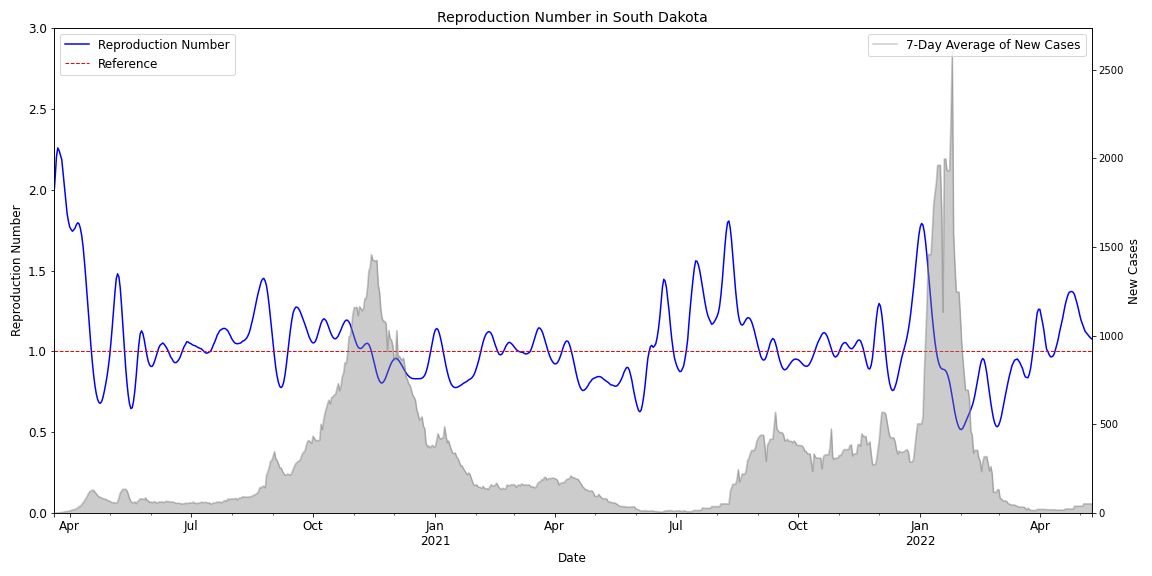 Reproduction Number in South Dakota
Reproduction Number
Reference
7-Day Average of New Cases
3.0
2.5
2.0
1.5
1.0
0.5
0.0
Reproduction Number
2500
2000
1500
1000
500
0
New Cases
Apr Jul Oct Jan Apr Jul Oct Jan Apr
2021 2022
Date